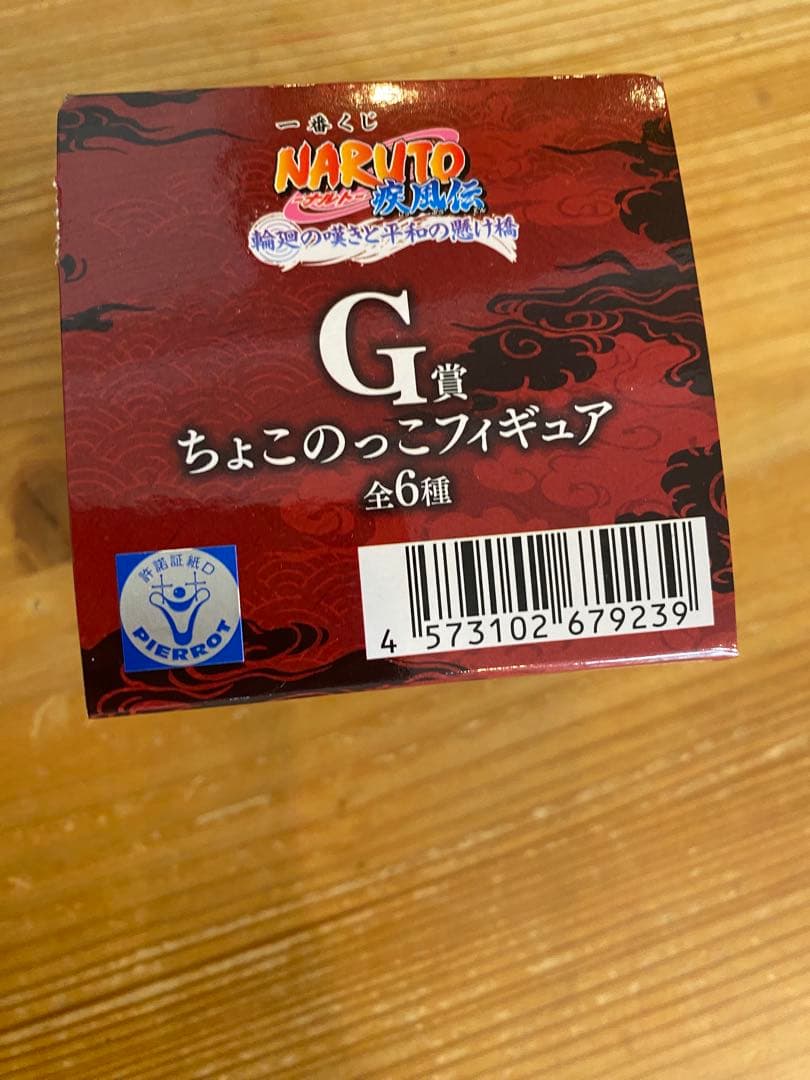 一番くじ
NARUTO
-ナルト-
疾風伝
輪廻の嘆きと平和の懸け橋
G賞
ちょこのっこフィギュア
全6種
許諾証紙D
PIERROT
4 573102 679239